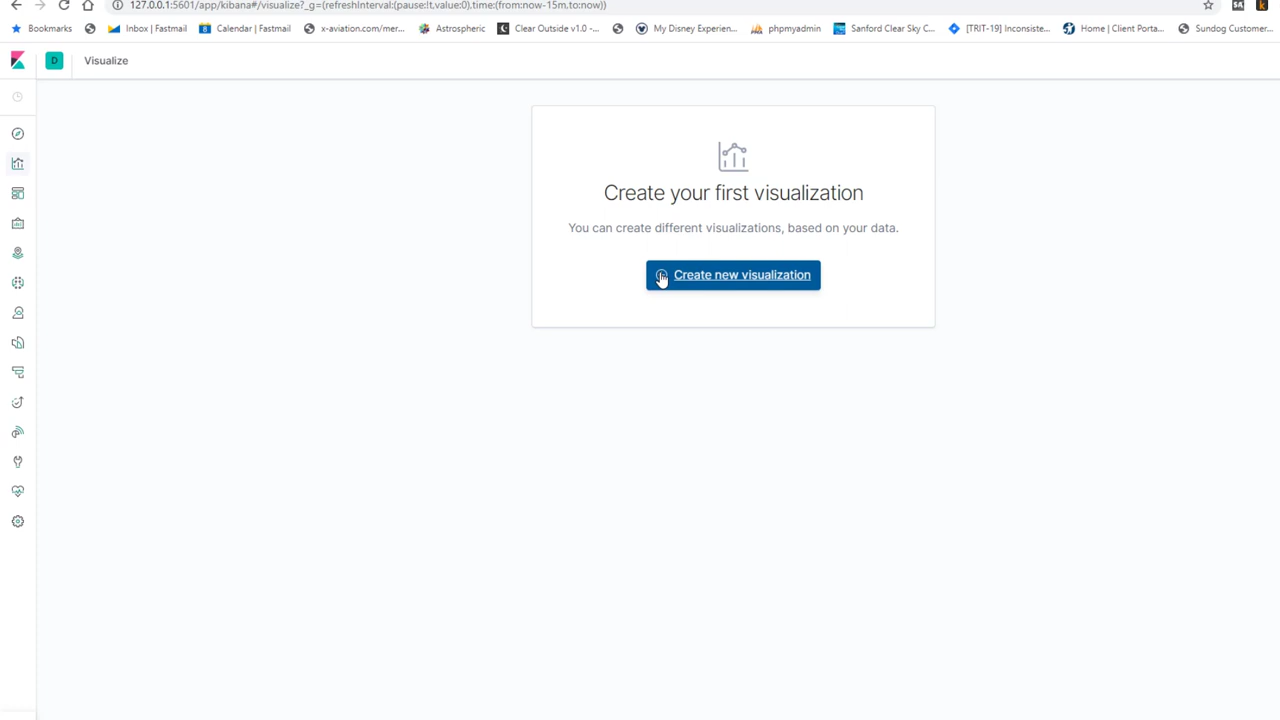 127.0.0.1:5601/app/kibana#/visualize?_g=(refreshInterval:(pause:!t,value:0),time:(from:now-15m,to:now))
Bookmarks Inbox | Fastmail 8 Calendar | Fastmail x-aviation.com/mer... Astrospheric Clear Outside v1.0 -... My Disney Experien... phpmyadmin Sanford Clear Sky C... [TRIT-19] Inconsiste... Home | Client Porta... Sundog Customer...
D Visualize
Create your first visualization
You can create different visualizations, based on your data.
Create new visualization